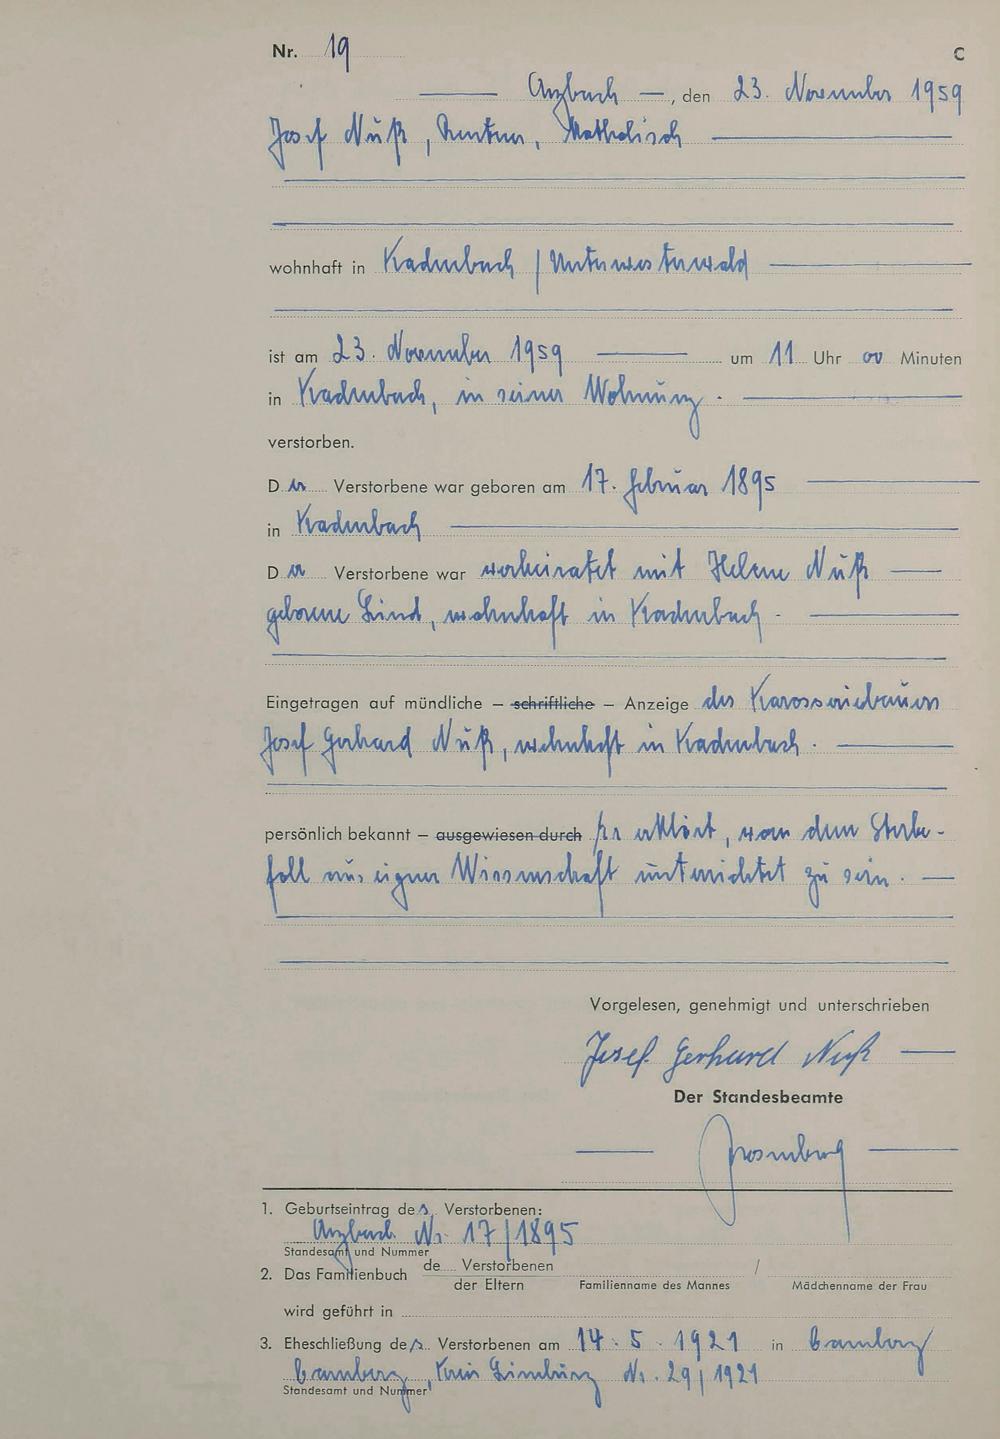 Nr. 19
C
Arzbach, den 23. November 1959
Josef Nuß, Rentner, Katholisch
wohnhaft in Kadenbach / Unterwesterwald
ist am 23. November 1959 um 11 Uhr 00 Minuten
in Kadenbach, in seiner Wohnung.
verstorben.
Der Verstorbene war geboren am 17. Februar 1895
in Kadenbach
Der Verstorbene war verheiratet mit Helene Nuß
geborene Lind, wohnhaft in Kadenbach.
Eingetragen auf mündliche – schriftliche – Anzeige des Karosseriebauers
Josef Gerhard Nuß, wohnhaft in Kadenbach.
persönlich bekannt – ausgewiesen durch Er erklärt, von dem Sterbe-
fall aus eigner Wissenschaft unterrichtet zu sein.
Vorgelesen, genehmigt und unterschrieben
Josef Gerhard Nuß
Der Standesbeamte
1. Geburtseintrag des Verstorbenen:
Arzbach Nr. 17/1895
Standesamt und Nummer
2. Das Familienbuch de Verstorbenen /
der Eltern Familienname des Mannes Mädchenname der Frau
wird geführt in
3. Eheschließung des Verstorbenen am 14.5.1921 in Camberg
Camberg, Kreis Limburg Nr. 29/1921
Standesamt und Nummer